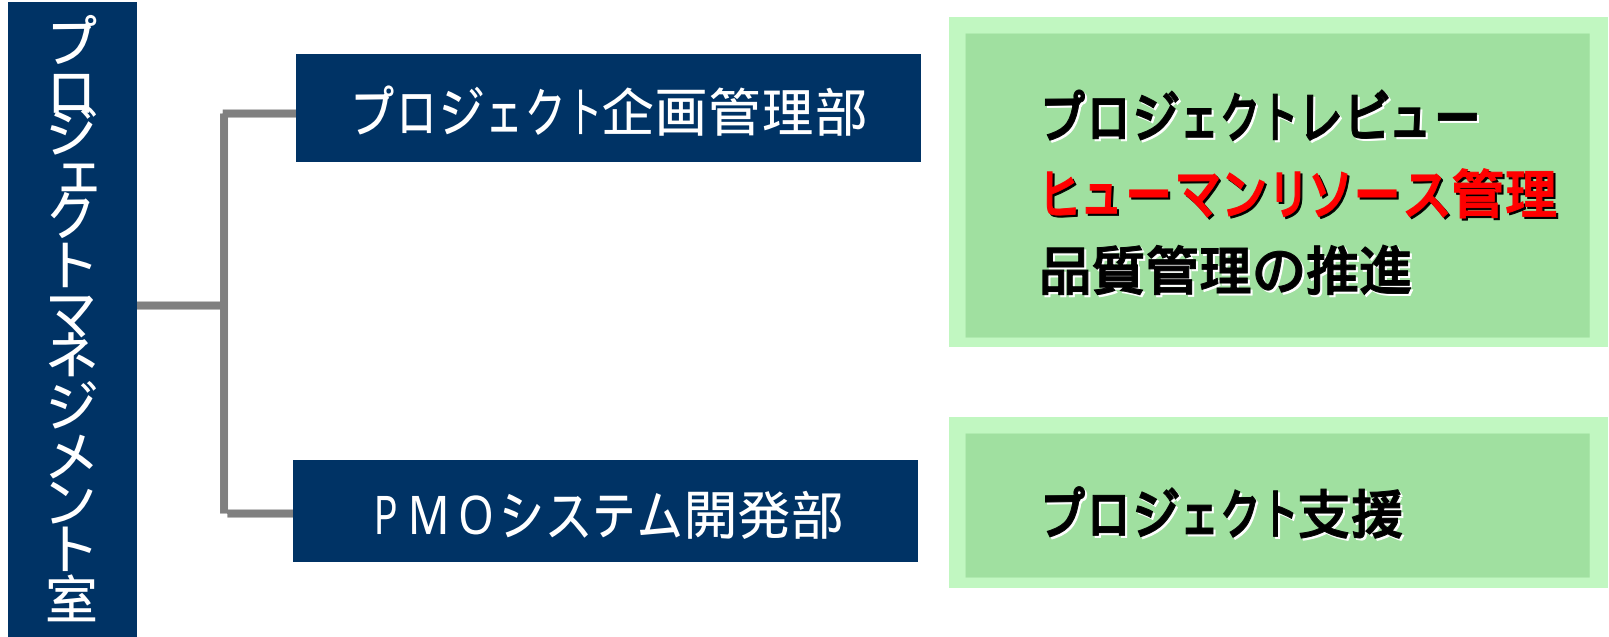 プロジェクトマネジメント室
プロジェクト企画管理部
プロジェクトレビュー
ヒューマンリソース管理
品質管理の推進
ＰＭＯシステム開発部
プロジェクト支援